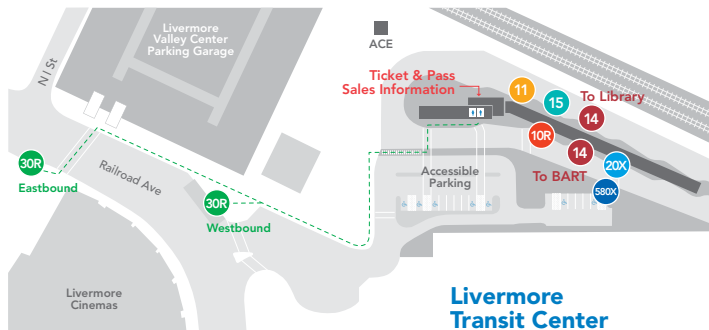 Livermore
Valley Center
Parking Garage
ACE
N I St
Ticket & Pass
Sales Information
11
15
To Library
14
10R
14
To BART
20X
580X
30R
Eastbound
Railroad Ave
30R
Westbound
Accessible
Parking
Livermore
Cinemas
Livermore
Transit Center